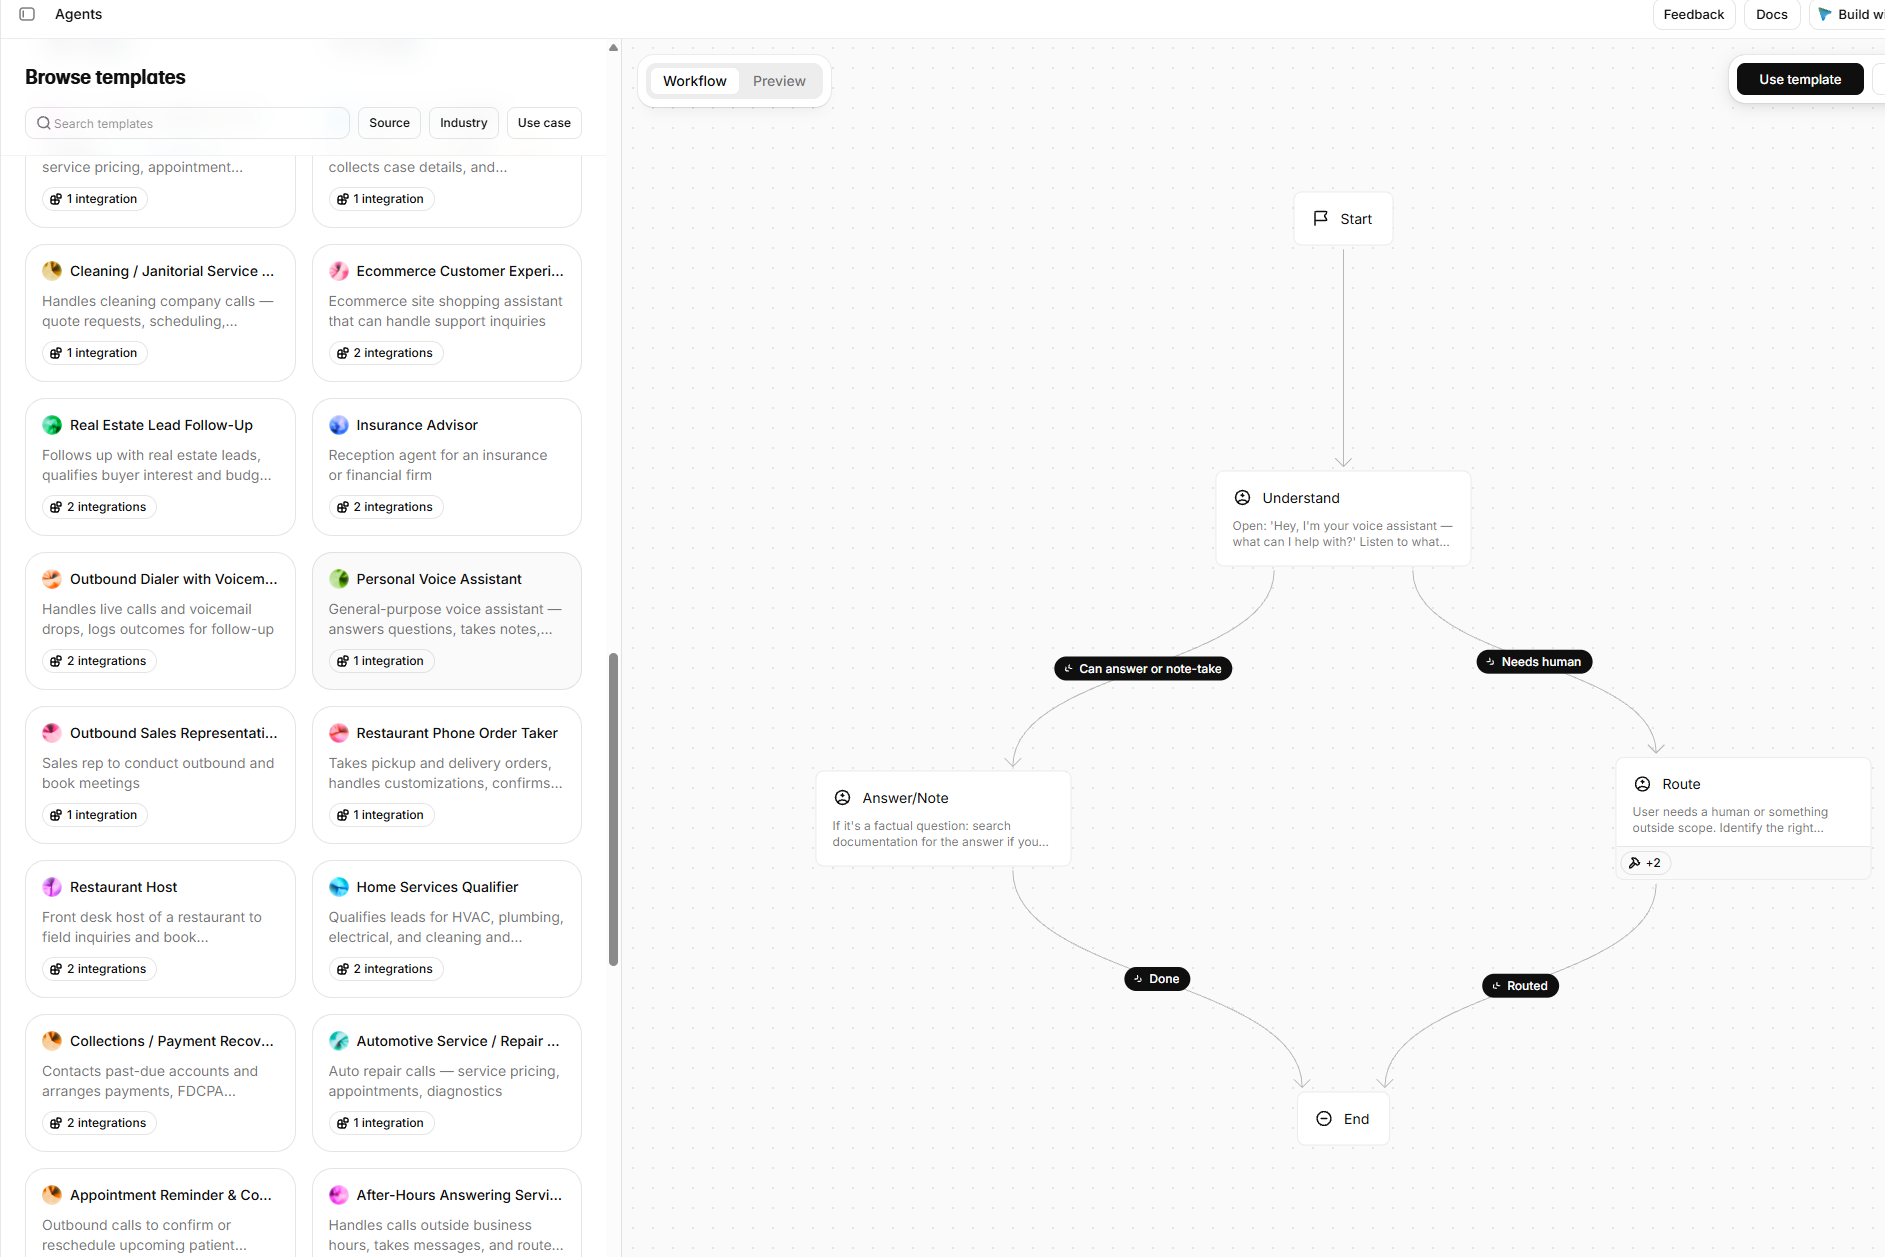 Agents
Feedback
Docs
Build wi
Browse templates
Search templates
Source
Industry
Use case
service pricing, appointment...
1 integration
collects case details, and...
1 integration
Cleaning / Janitorial Service ...
Handles cleaning company calls —
quote requests, scheduling,...
1 integration
Ecommerce Customer Experi...
Ecommerce site shopping assistant
that can handle support inquiries
2 integrations
Real Estate Lead Follow-Up
Follows up with real estate leads,
qualifies buyer interest and budg...
2 integrations
Insurance Advisor
Reception agent for an insurance
or financial firm
2 integrations
Outbound Dialer with Voicem...
Handles live calls and voicemail
drops, logs outcomes for follow-up
2 integrations
Personal Voice Assistant
General-purpose voice assistant —
answers questions, takes notes,...
1 integration
Outbound Sales Representati...
Sales rep to conduct outbound and
book meetings
1 integration
Restaurant Phone Order Taker
Takes pickup and delivery orders,
handles customizations, confirms...
1 integration
Restaurant Host
Front desk host of a restaurant to
field inquiries and book...
2 integrations
Home Services Qualifier
Qualifies leads for HVAC, plumbing,
electrical, and cleaning and...
2 integrations
Collections / Payment Recov...
Contacts past-due accounts and
arranges payments, FDCPA...
2 integrations
Automotive Service / Repair ...
Auto repair calls — service pricing,
appointments, diagnostics
1 integration
Appointment Reminder & Co...
Outbound calls to confirm or
reschedule upcoming patient...
After-Hours Answering Servi...
Handles calls outside business
hours, takes messages, and route...
Workflow
Preview
Use template
Start
Understand
Open: 'Hey, I'm your voice assistant —
what can I help with?' Listen to what...
Can answer or note-take
Needs human
Answer/Note
If it's a factual question: search
documentation for the answer if you...
Route
User needs a human or something
outside scope. Identify the right...
+2
Done
Routed
End